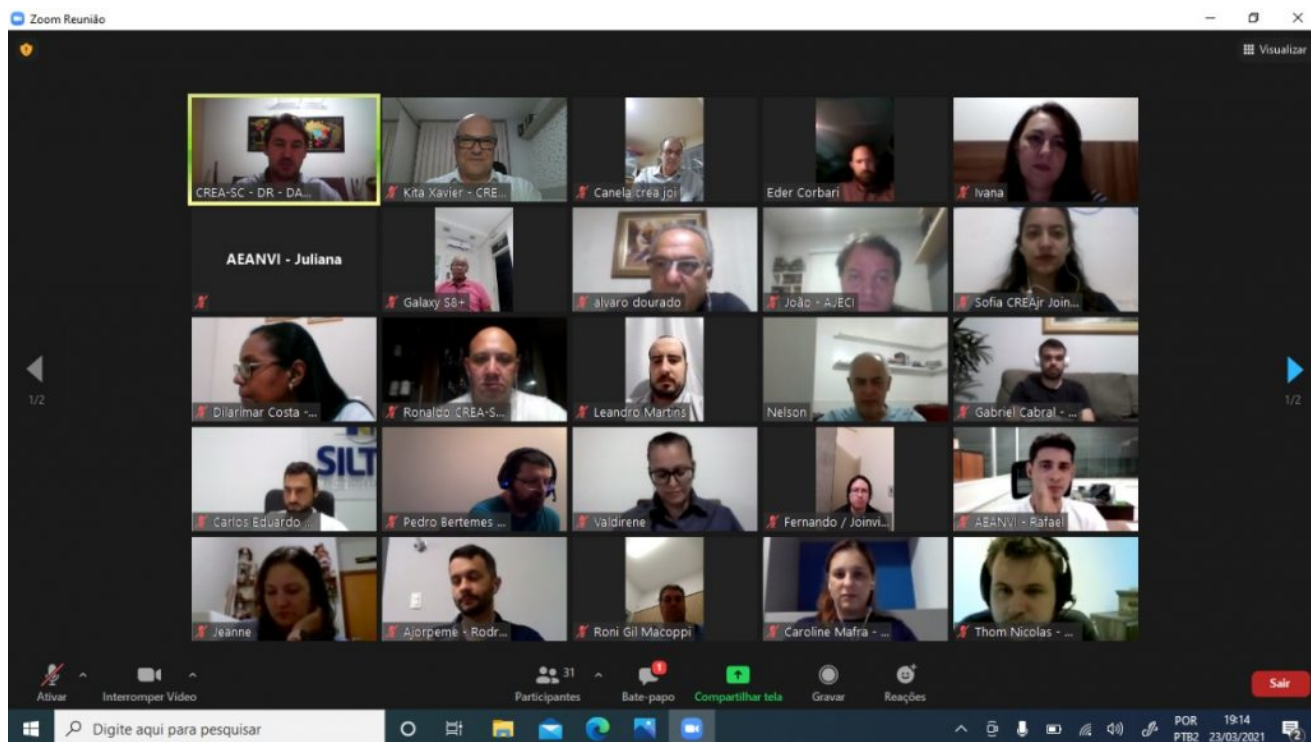 Zoom Reunião
Visualizar
CREA-SC - DR - DA...
Kita Xavier - CRE...
Canela crea joi
Eder Corbari
Ivana
AEANVI - Juliana
Galaxy S8+
alvaro dourado
João - AJECI
Sofia CREAjr Join...
Dilarimar Costa -...
Ronaldo CREA-S...
Leandro Martins
Nelson
Gabriel Cabral - ...
1/2
1/2
SILT
Carlos Eduardo ...
Pedro Bertemes ...
Valdirene
Fernando / Joinvi...
AEANVI - Rafael
Jeanne
Ajorpeme - Rodr...
Roni Gil Macoppi
Caroline Mafra - ...
Thom Nicolas - ...
31
1
Ativar
Interromper Vídeo
Participantes
Bate-papo
Compartilhar tela
Gravar
Reações
Sair
Digite aqui para pesquisar
POR
PTB2
19:14
23/03/2021
2